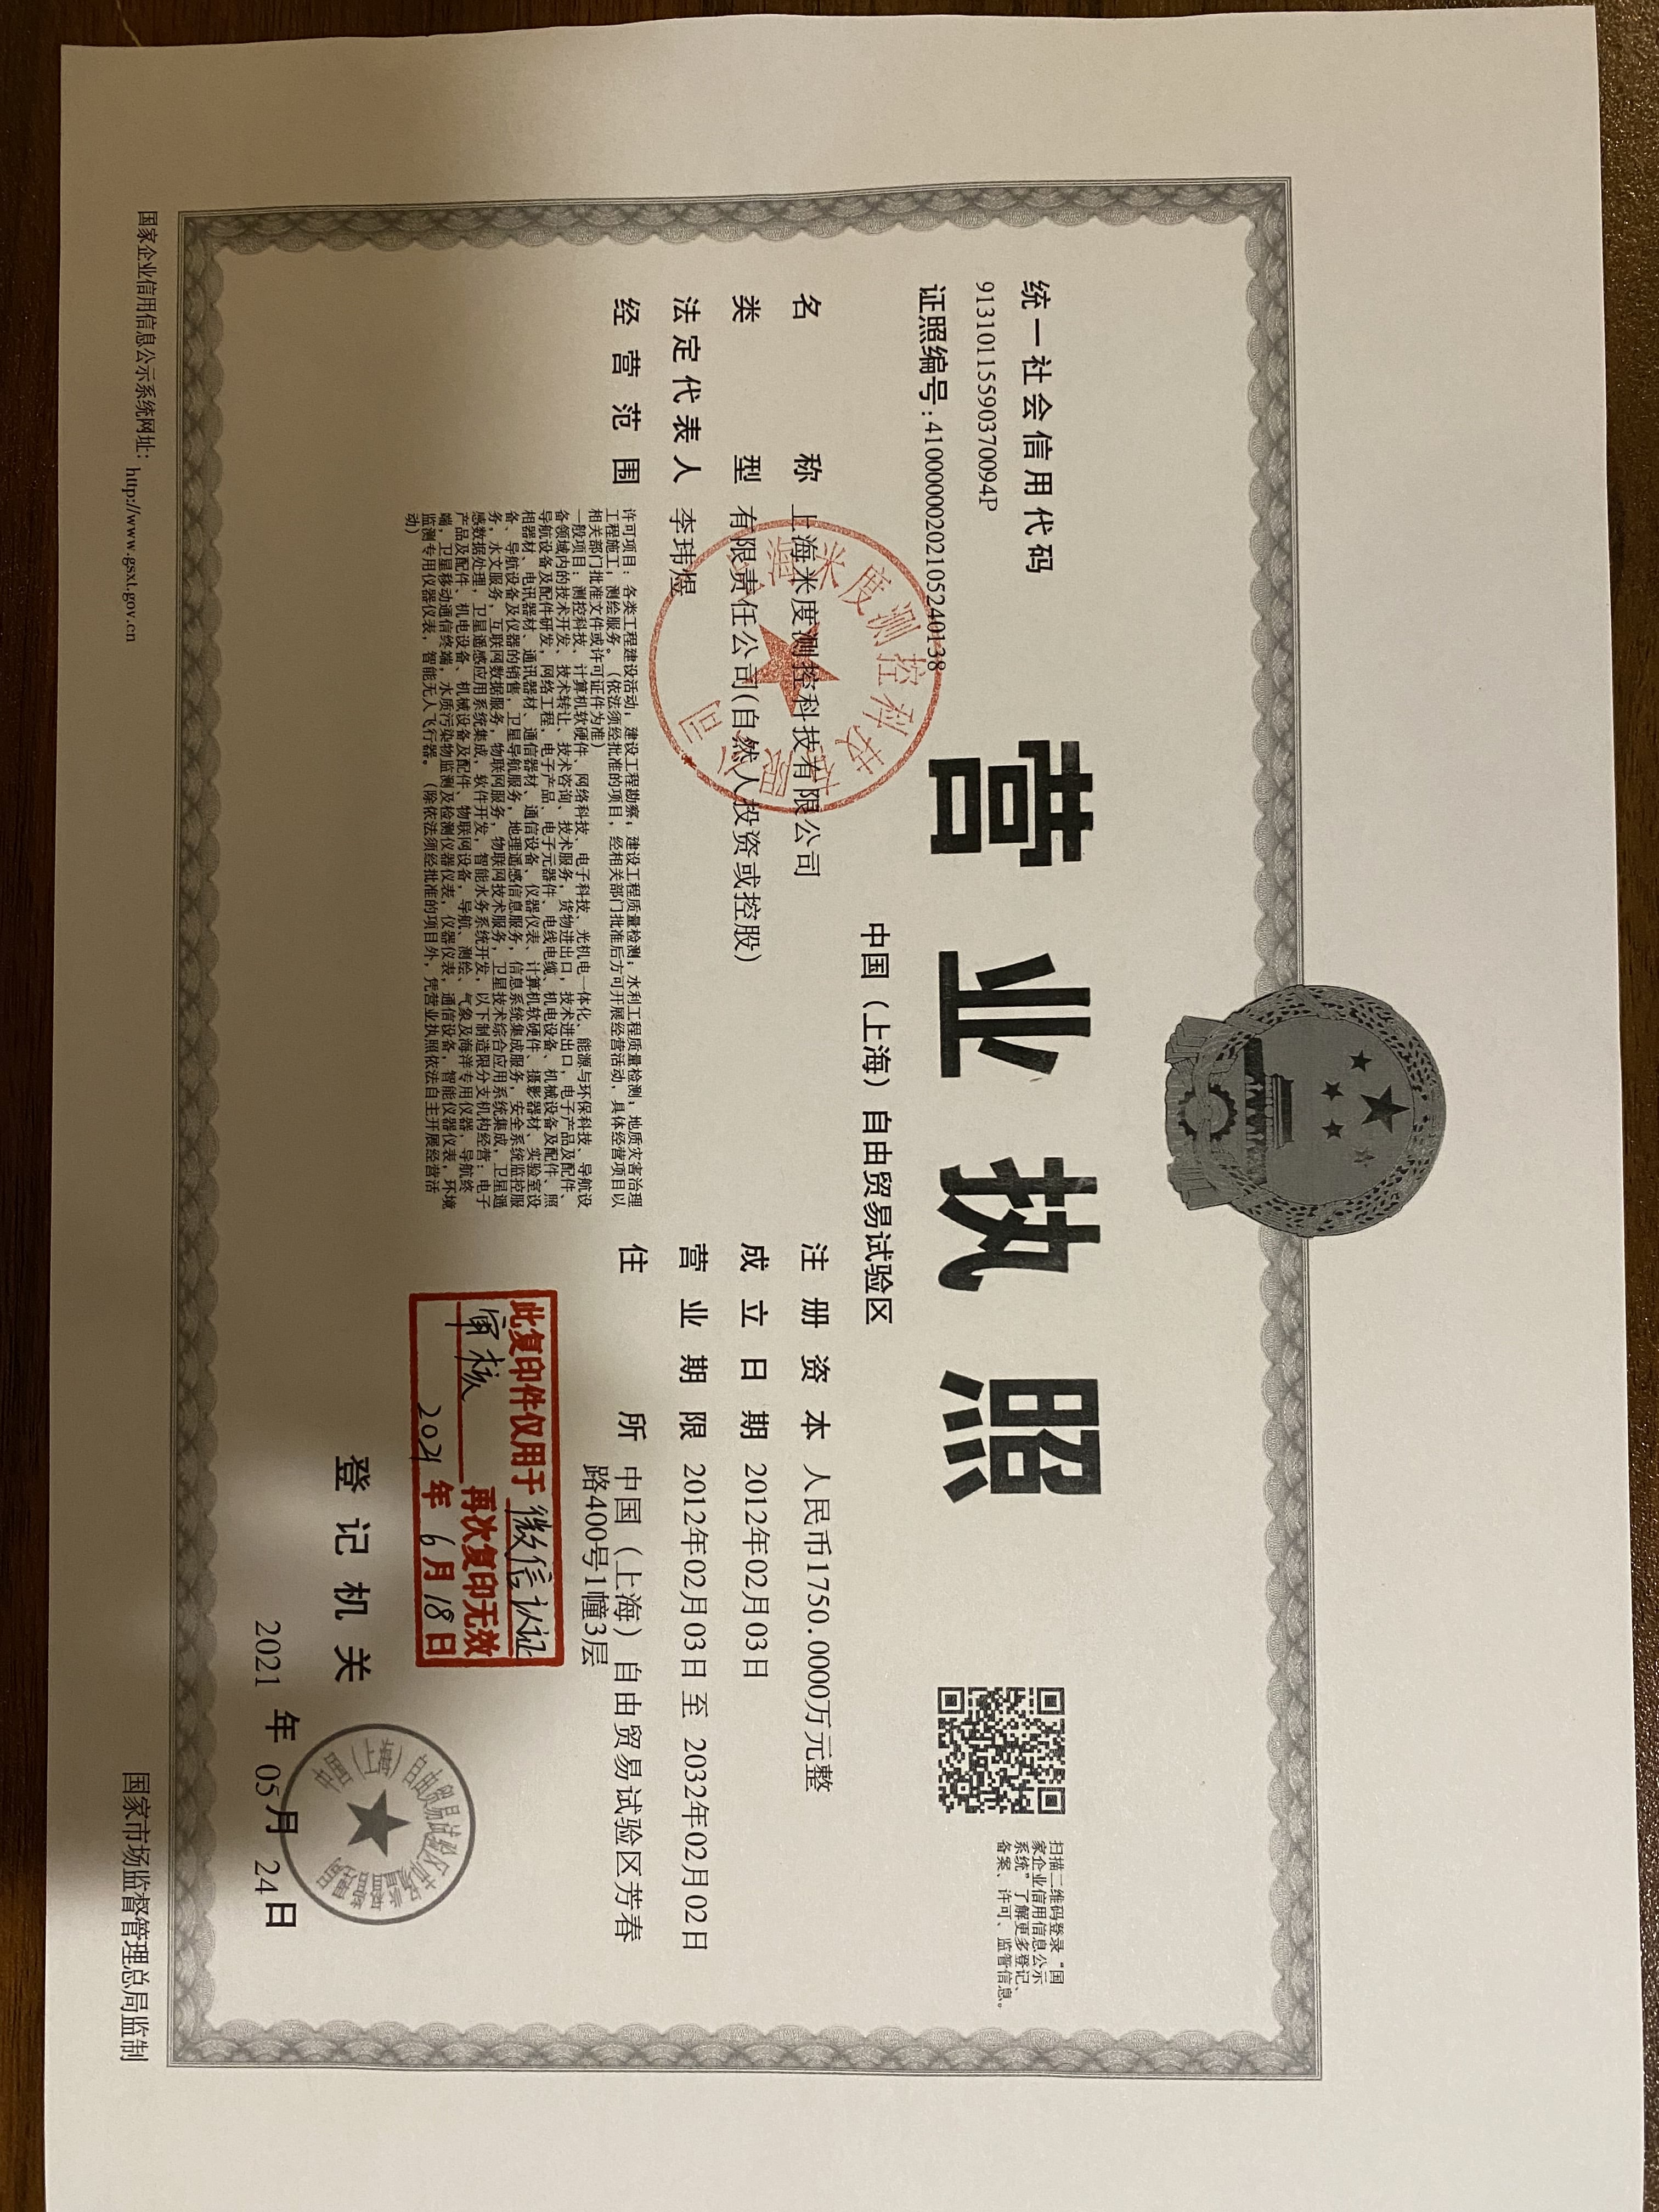 统一社会信用代码
91310115590370094P
证照编号:41000000202105240138
营业执照
中国（上海）自由贸易试验区
扫描二维码登录“国
家企业信用信息公示
系统”了解更多登记、
备案、许可、监管信息。
名称 上海米度测控科技有限公司
类型 有限责任公司(自然人投资或控股)
法定代表人 李玮煜
经营范围 许可项目：各类工程建设活动；建设工程勘察；建设工程质量检测；水利工程质量检测；地质灾害治理
工程施工；测绘服务。（依法须经批准的项目，经相关部门批准后方可开展经营活动，具体经营项目以
相关部门批准文件或许可证件为准）
一般项目：测控科技、计算机软硬件、网络科技、电子科技、光机电一体化、能源与环保科技、导航设
备领域内的技术开发、技术转让、技术咨询、技术服务，货物进出口，技术进出口，电子产品及配件、
导航设备及配件研发，网络工程，电子产品、电子元器件、电线电缆、机电设备、机械设备及配件、照
相器材、电讯器材、通讯器材、通信器材、通信设备、仪器仪表、计算机软硬件、摄影器材、实验室设
备、导航设备及仪器的销售，卫星导航服务，地理遥感信息服务，信息系统集成服务，安全系统监控服
务，水文服务，互联网数据服务，物联网服务，物联网技术服务，卫星技术综合应用系统集成，卫星遥
感数据处理，卫星遥感应用系统集成，软件开发，智能水务系统开发，以下制造限分支机构经营：电子
产品及配件、机电设备、机械设备及配件、物联网设备，导航、测绘、气象及海洋专用仪器，导航终
端，卫星移动通信终端，水质污染物监测及检测仪器仪表，仪器仪表，通信设备，智能仪器仪表，环境
监测专用仪器仪表，智能无人飞行器。（除依法须经批准的项目外，凭营业执照依法自主开展经营活
动）
注册资本 人民币1750.0000万元整
成立日期 2012年02月03日
营业期限 2012年02月03日 至 2032年02月02日
住所 中国（上海）自由贸易试验区芳春
路400号1幢3层
此复印件仅用于 微信认证
审核 再次复印无效
2021年6月18日
登记机关
2021年05月24日
国家企业信用信息公示系统网址：http://www.gsxt.gov.cn
国家市场监督管理总局监制